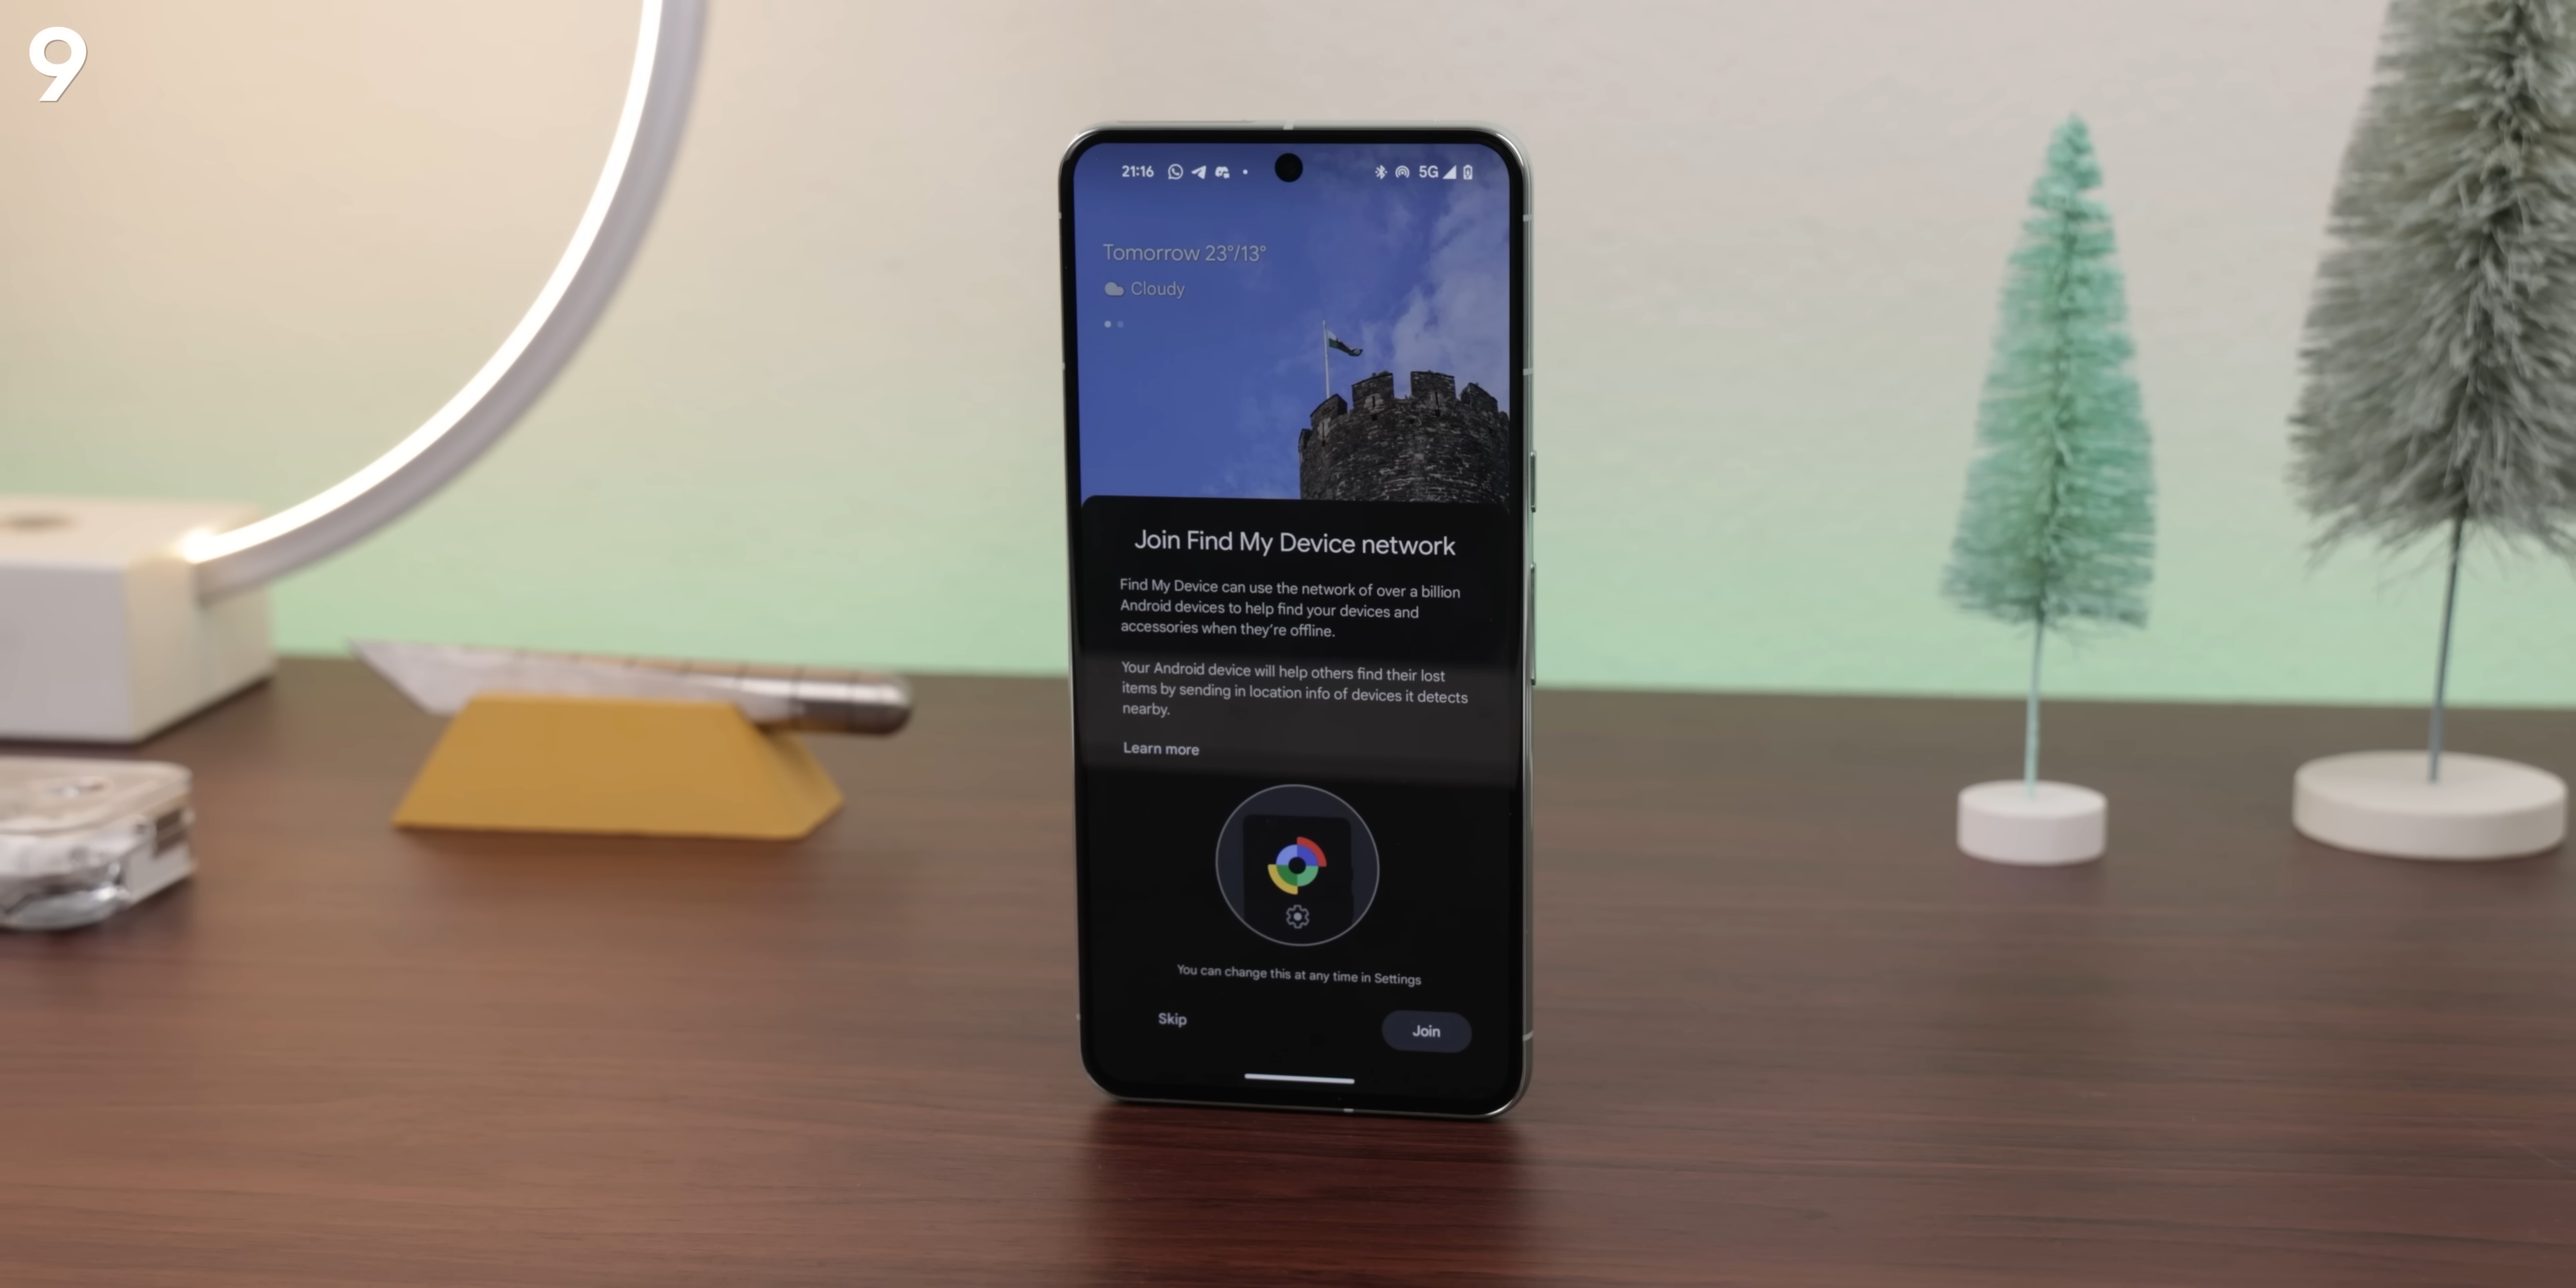 9
21:16
5G
Tomorrow 23°/13°
Cloudy
Join Find My Device network
Find My Device can use the network of over a billion
Android devices to help find your devices and
accessories when they're offline.
Your Android device will help others find their lost
items by sending in location info of devices it detects
nearby.
Learn more
You can change this at any time in Settings
Skip
Join